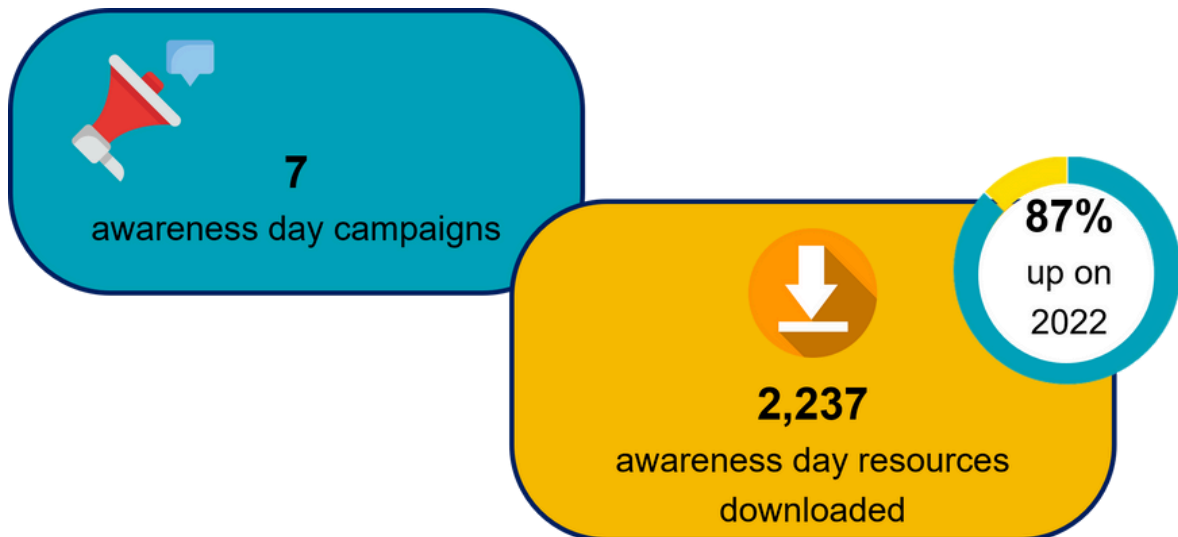 7
awareness day campaigns
87%
up on
2022
2,237
awareness day resources
downloaded